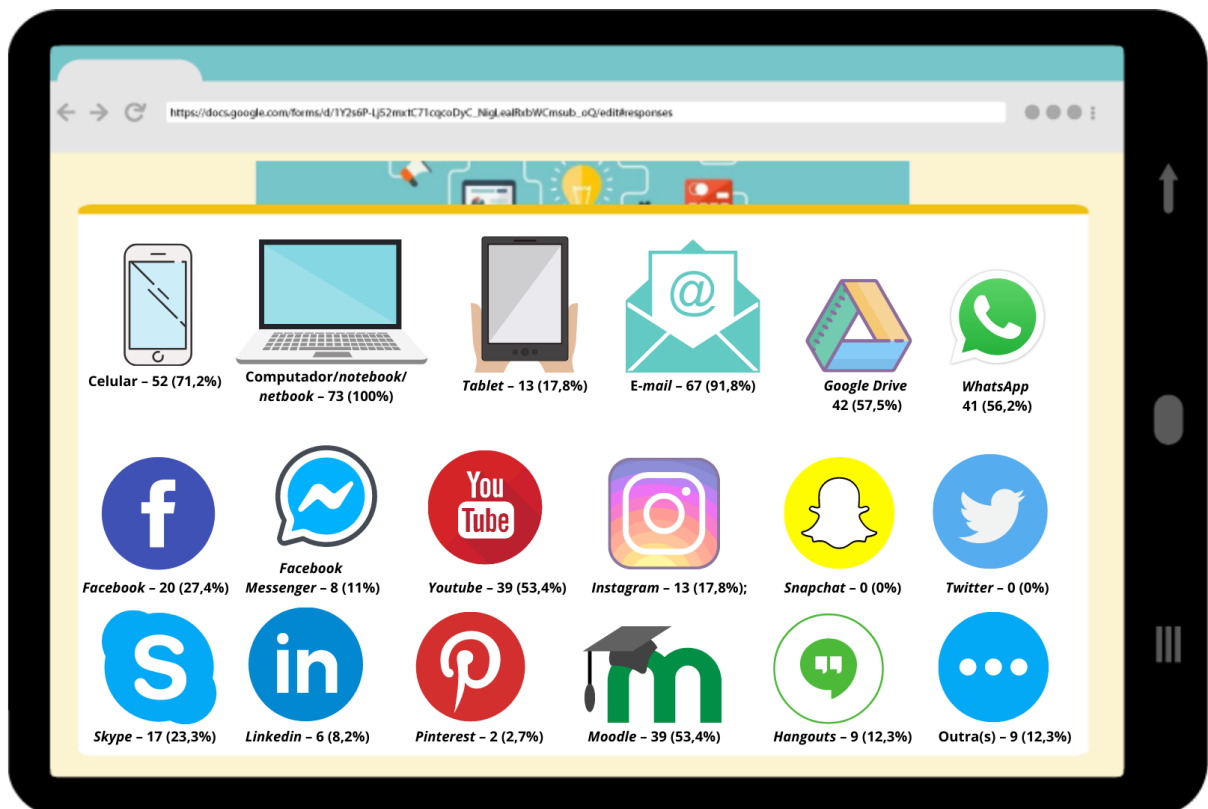 https://docs.google.com/forms/d/1Y2s6P-Lj52mxtC71cqcoDyC_NigLealRxbWCmsub_oQ/edit#responses
@
Celular – 52 (71,2%)
Computador/notebook/
netbook – 73 (100%)
Tablet – 13 (17,8%)
E-mail – 67 (91,8%)
Google Drive
42 (57,5%)
WhatsApp
41 (56,2%)
f
You
Tube
Facebook – 20 (27,4%)
Facebook
Messenger – 8 (11%)
Youtube – 39 (53,4%)
Instagram – 13 (17,8%);
Snapchat – 0 (0%)
Twitter – 0 (0%)
S
in
m
Skype – 17 (23,3%)
Linkedin – 6 (8,2%)
Pinterest – 2 (2,7%)
Moodle – 39 (53,4%)
Hangouts – 9 (12,3%)
Outra(s) – 9 (12,3%)